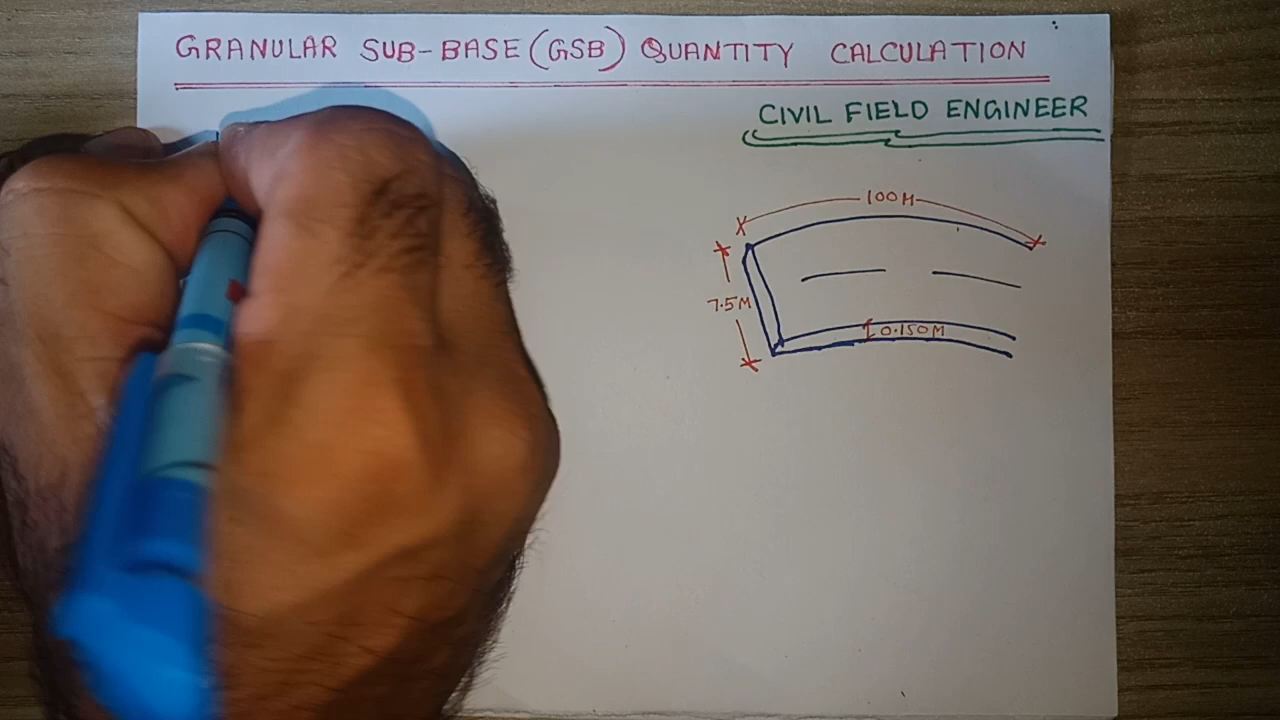 GRANULAR SUB-BASE (GSB) QUANTITY CALCULATION
CIVIL FIELD ENGINEER
100M
7.5M
0.150M